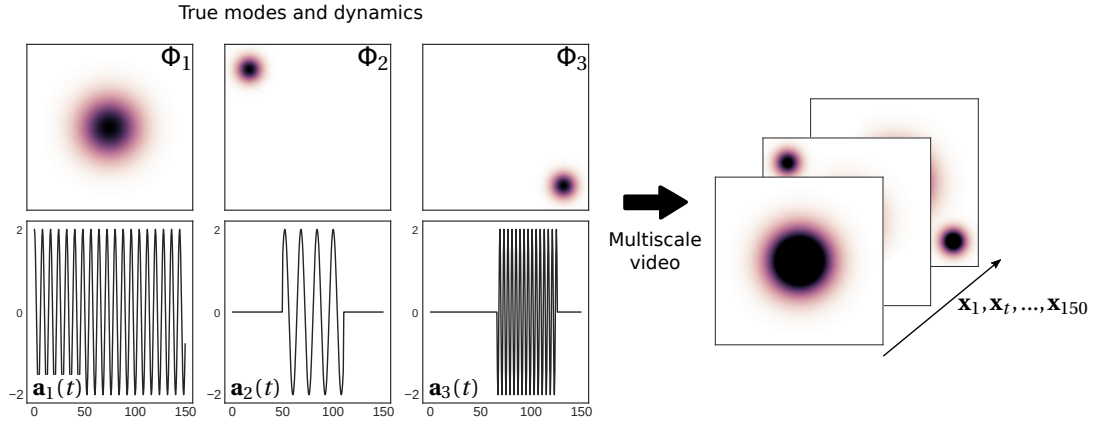 True modes and dynamics
Φ₁
Φ₂
Φ₃
2
0
−2
a₁(t)
0
50
100
150
2
0
−2
a₂(t)
0
50
100
150
2
0
−2
a₃(t)
0
50
100
150
Multiscale
video
x₁, xₜ, ..., x₁₅₀